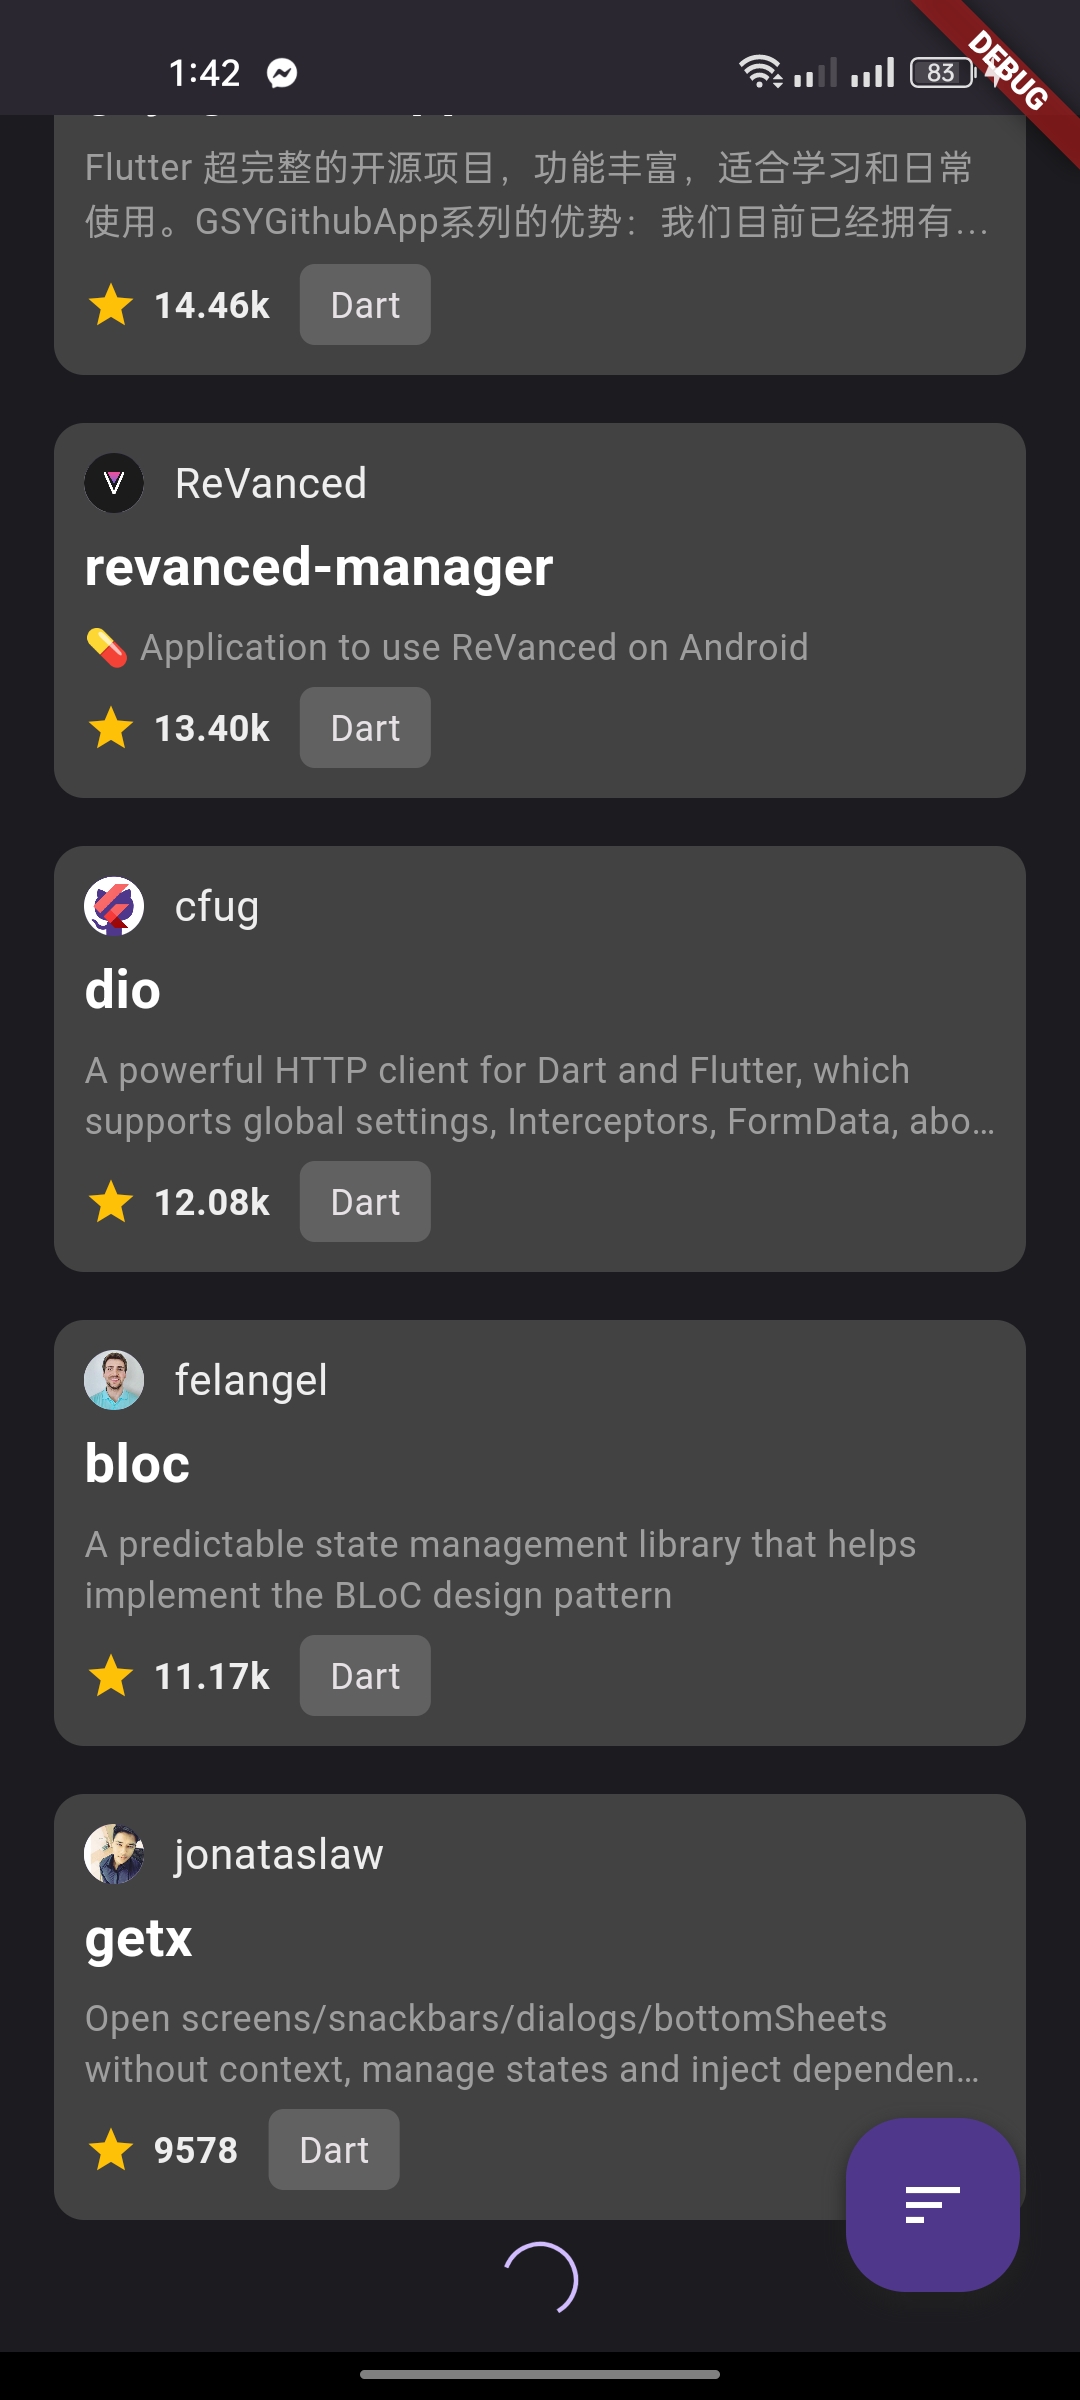 1:42
83
DEBUG
Flutter 超完整的开源项目，功能丰富，适合学习和日常
使用。GSYGithubApp系列的优势：我们目前已经拥有...
14.46k Dart
ReVanced
revanced-manager
💊 Application to use ReVanced on Android
13.40k Dart
cfug
dio
A powerful HTTP client for Dart and Flutter, which
supports global settings, Interceptors, FormData, abo...
12.08k Dart
felangel
bloc
A predictable state management library that helps
implement the BLoC design pattern
11.17k Dart
jonataslaw
getx
Open screens/snackbars/dialogs/bottomSheets
without context, manage states and inject dependen...
9578 Dart